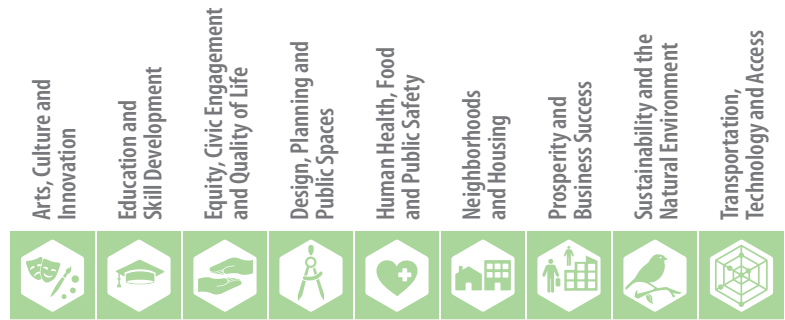 Arts, Culture and
Innovation
Education and
Skill Development
Equity, Civic Engagement
and Quality of Life
Design, Planning and
Public Spaces
Human Health, Food
and Public Safety
Neighborhoods
and Housing
Prosperity and
Business Success
Sustainability and the
Natural Environment
Transportation,
Technology and Access